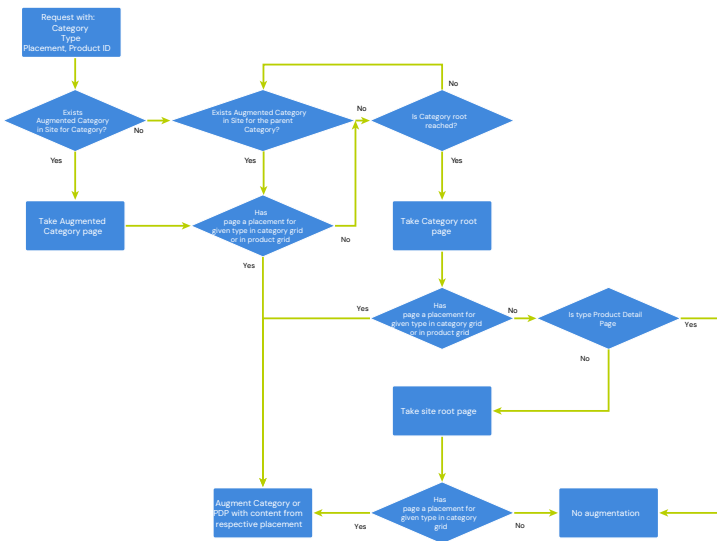 Request with:
Category
Type
Placement, Product ID
No
Exists
Augmented Category
in Site for Category?
No
Exists Augmented Category
in Site for the parent
Category?
No
Is Category root
reached?
Yes
Yes
Yes
Take Augmented
Category page
Has
page a placement for
given type in category grid
or in product grid
No
Take Category root
page
Yes
Yes
Has
page a placement for
given type in category grid
or in product grid
No
Is type Product Detail
Page
Yes
No
Take site root page
Augment Category or
PDP with content from
respective placement
Yes
Has
page a placement for
given type in category
grid
No
No augmentation